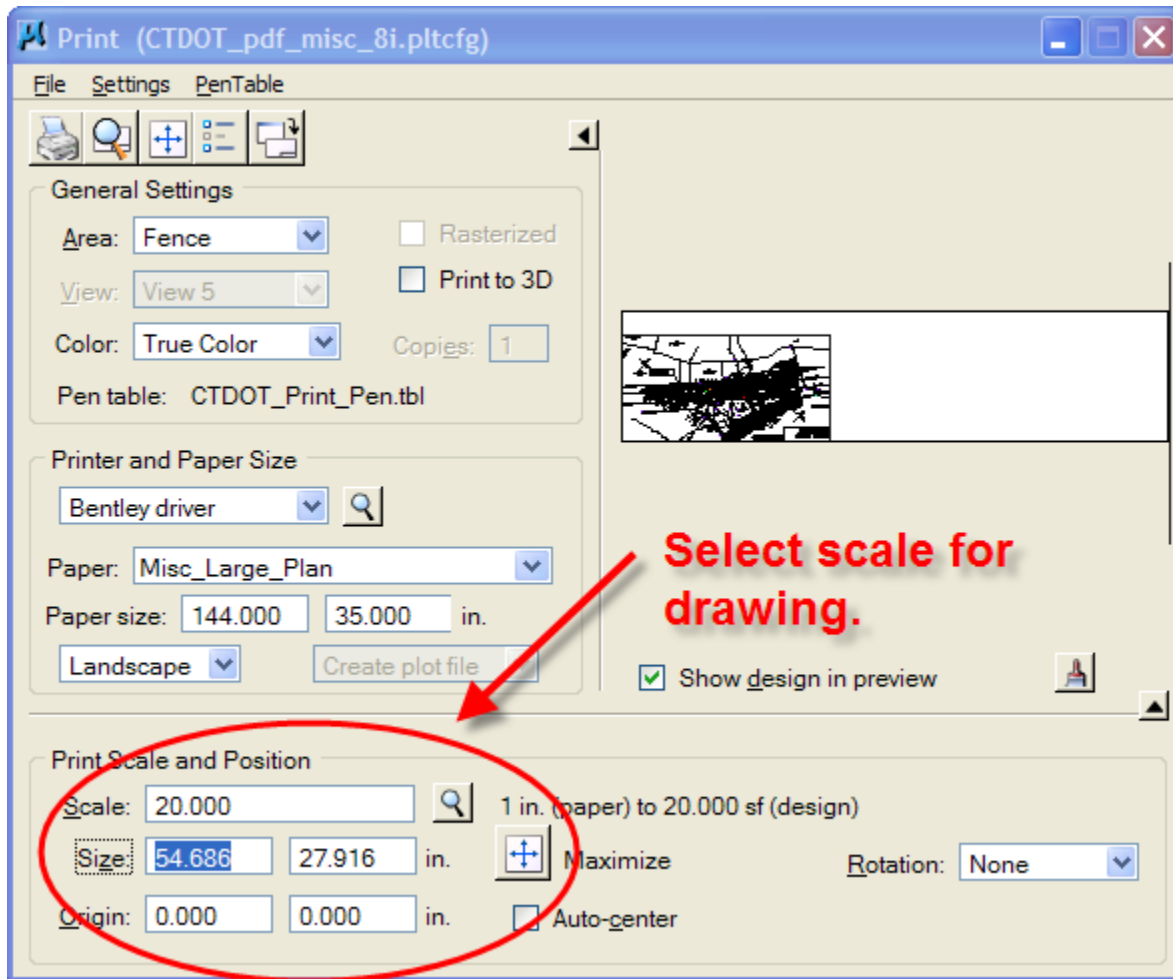 Print (CTDOT_pdf_misc_8i.pltcfg)
File Settings PenTable
General Settings
Area: Fence
Rasterized
View: View 5
Print to 3D
Color: True Color
Copies: 1
Pen table: CTDOT_Print_Pen.tbl
Printer and Paper Size
Bentley driver
Paper: Misc_Large_Plan
Paper size: 144.000 35.000 in.
Landscape
Create plot file
Select scale for
drawing.
Show design in preview
Print Scale and Position
Scale: 20.000
1 in. (paper) to 20.000 sf (design)
Size: 54.686 27.916 in.
Maximize
Rotation: None
Origin: 0.000 0.000 in.
Auto-center